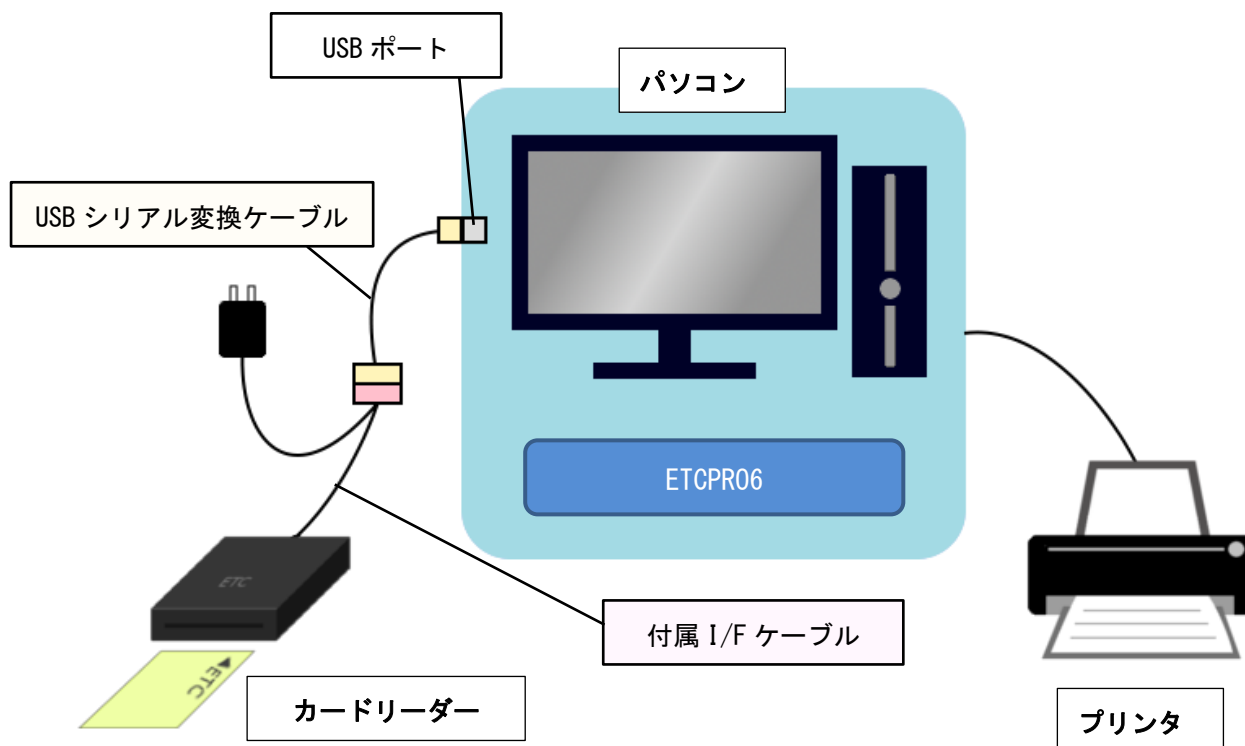 USB ポート
パソコン
USB シリアル変換ケーブル
ETCPRO6
ETC
付属 I/F ケーブル
◀ETC
カードリーダー
プリンタ